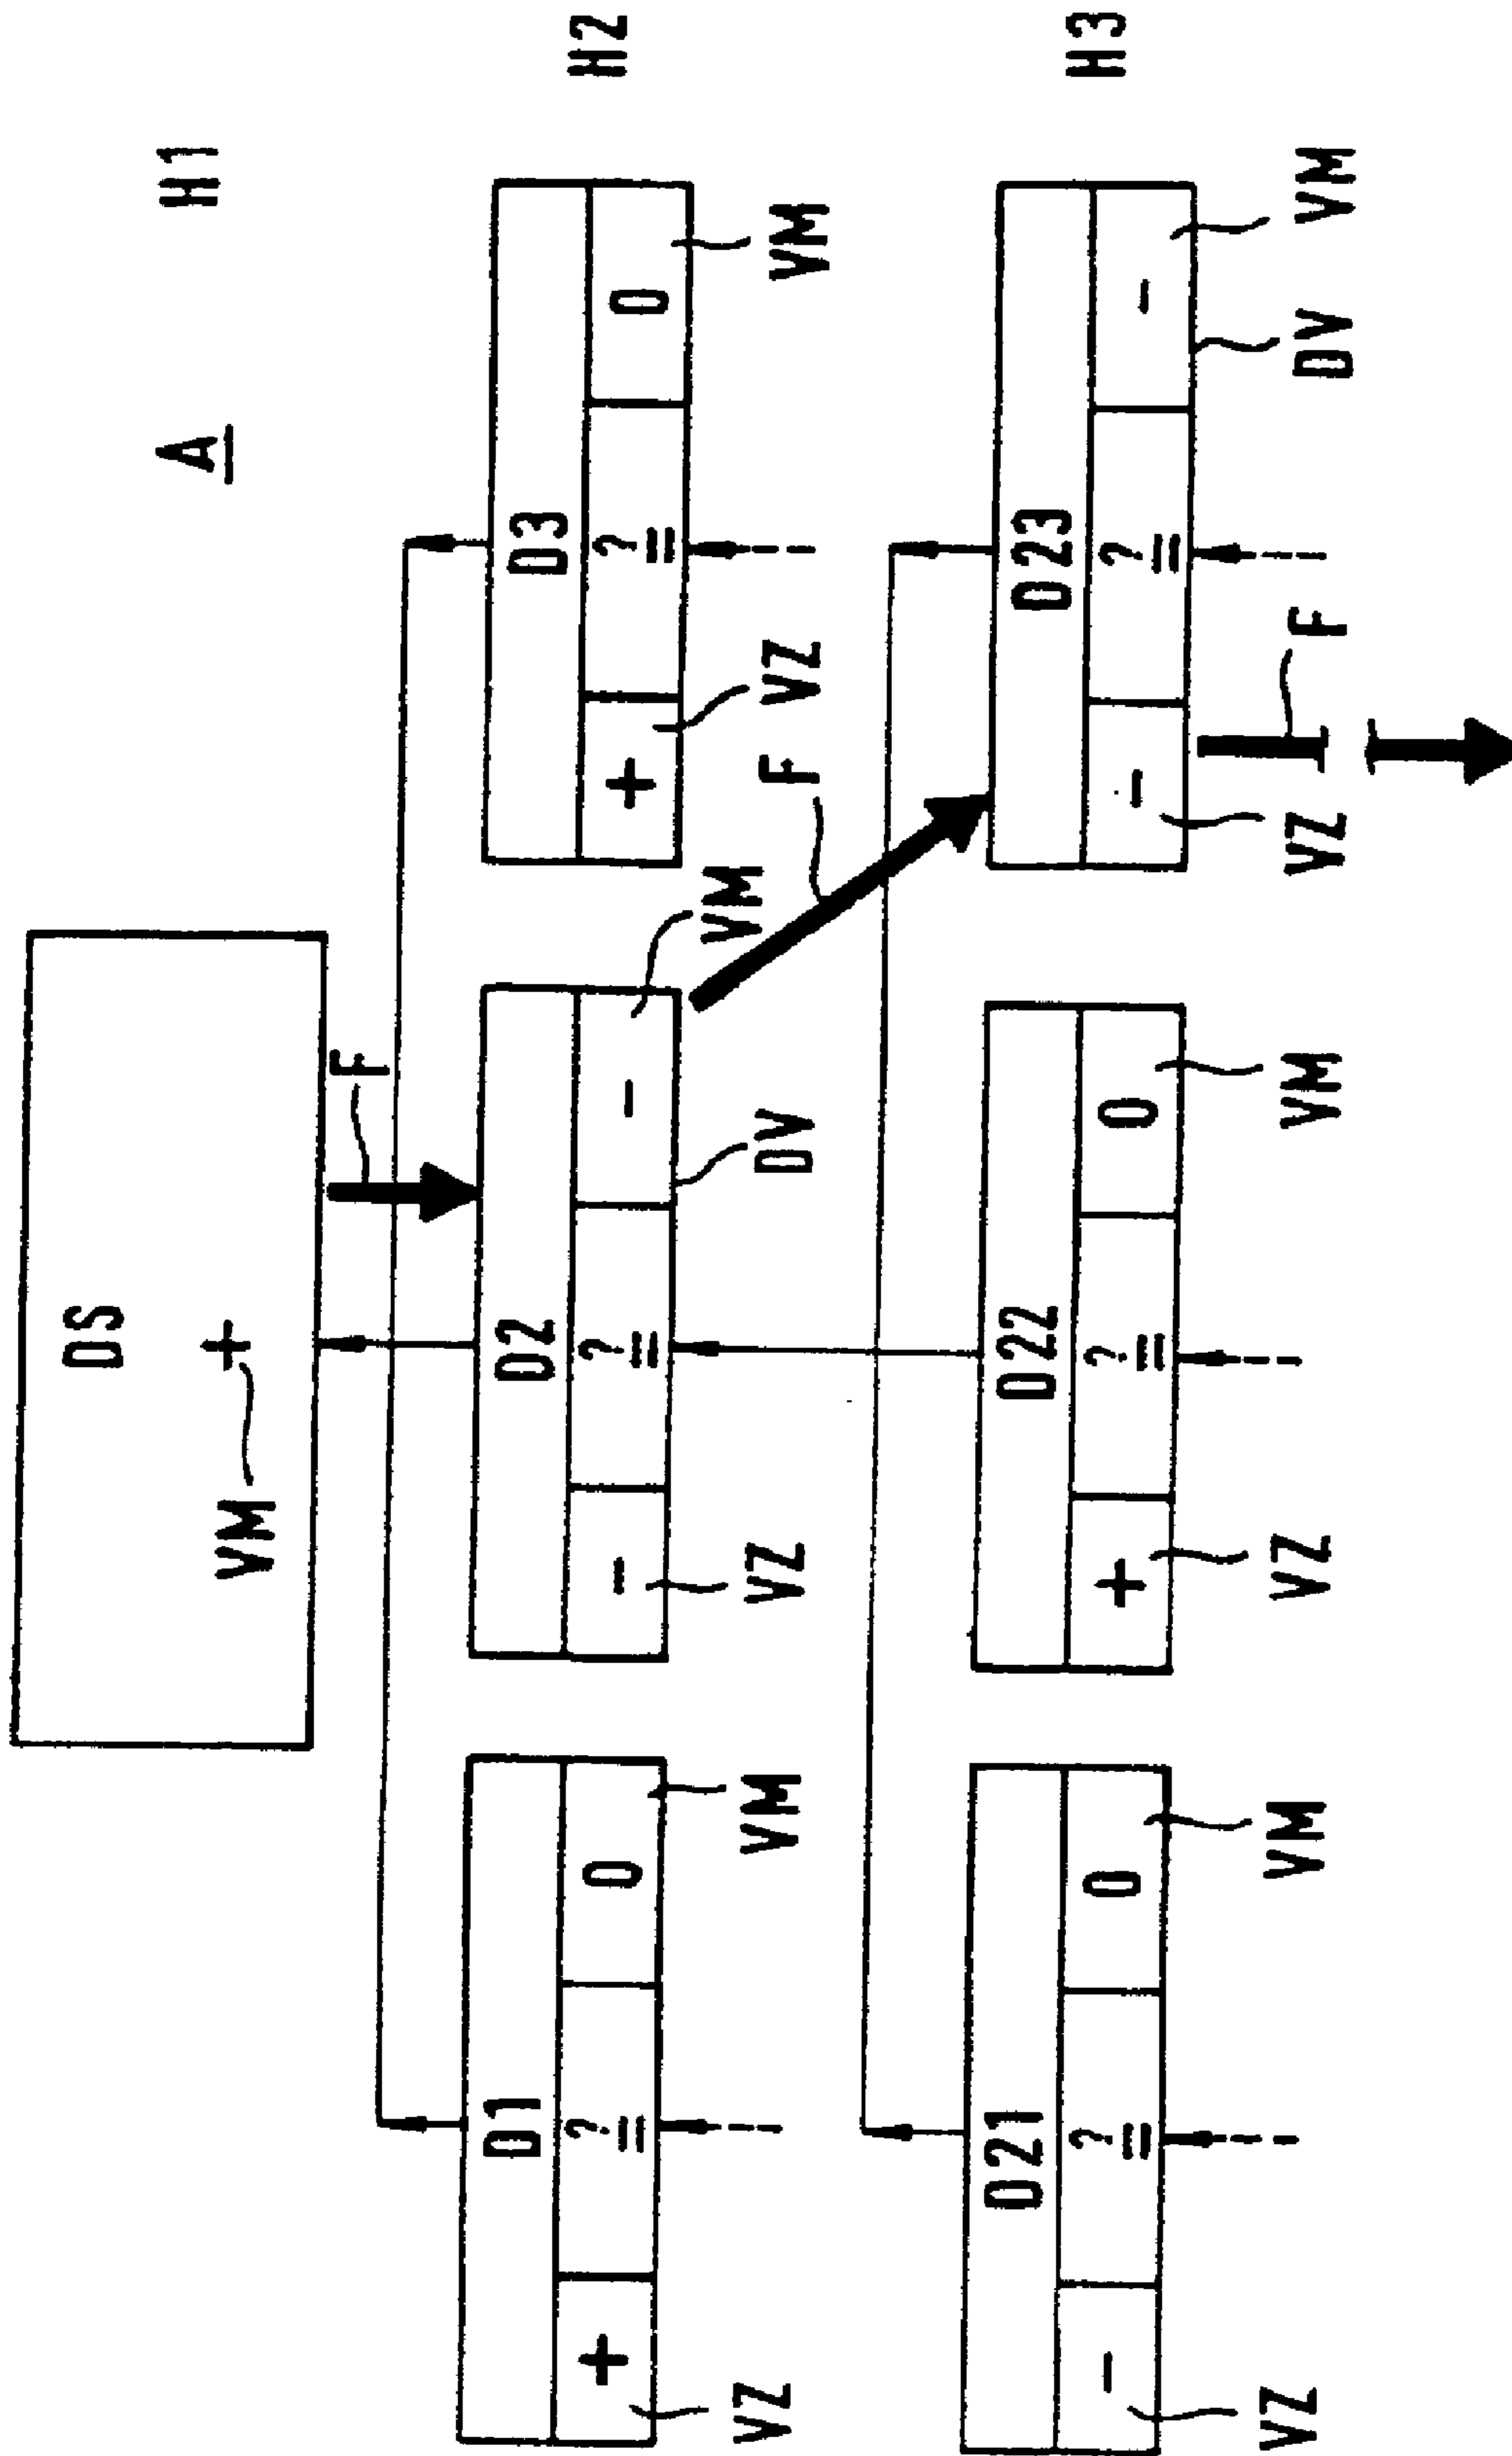 DS
A H1
+
VM
F
D1 D2 D3
H2
+ ?= 0 - ?= - + ?= 0
VZ VM VZ DV VM F VZ VM
D21 D22 D23
H3
- ?= 0 + ?= 0 - ?= -
VZ VM VZ VM VZ F DV VM